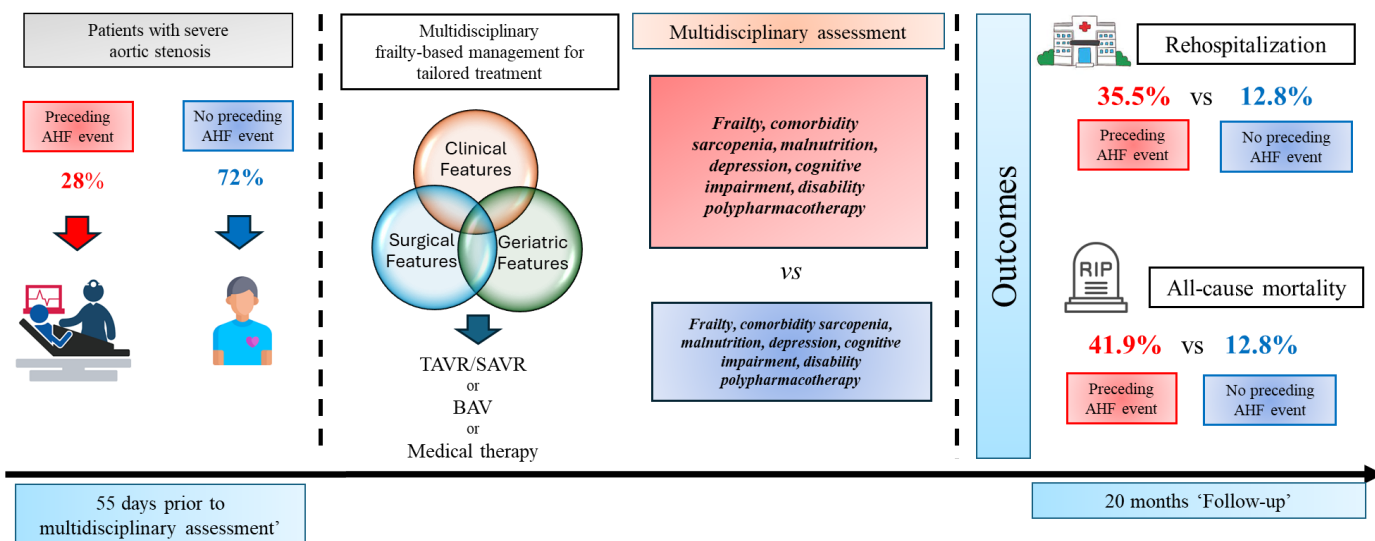 Patients with severe
aortic stenosis
Preceding
AHF event
28%
No preceding
AHF event
72%
Multidisciplinary
frailty-based management for
tailored treatment
Clinical
Features
Surgical
Features
Geriatric
Features
TAVR/SAVR
or
BAV
or
Medical therapy
Multidisciplinary assessment
Frailty, comorbidity
sarcopenia, malnutrition,
depression, cognitive
impairment, disability
polypharmacotherapy
vs
Frailty, comorbidity sarcopenia,
malnutrition, depression, cognitive
impairment, disability
polypharmacotherapy
Outcomes
Rehospitalization
35.5% vs 12.8%
Preceding
AHF event
No preceding
AHF event
RIP
All-cause mortality
41.9% vs 12.8%
Preceding
AHF event
No preceding
AHF event
55 days prior to
multidisciplinary assessment’
20 months ‘Follow-up’